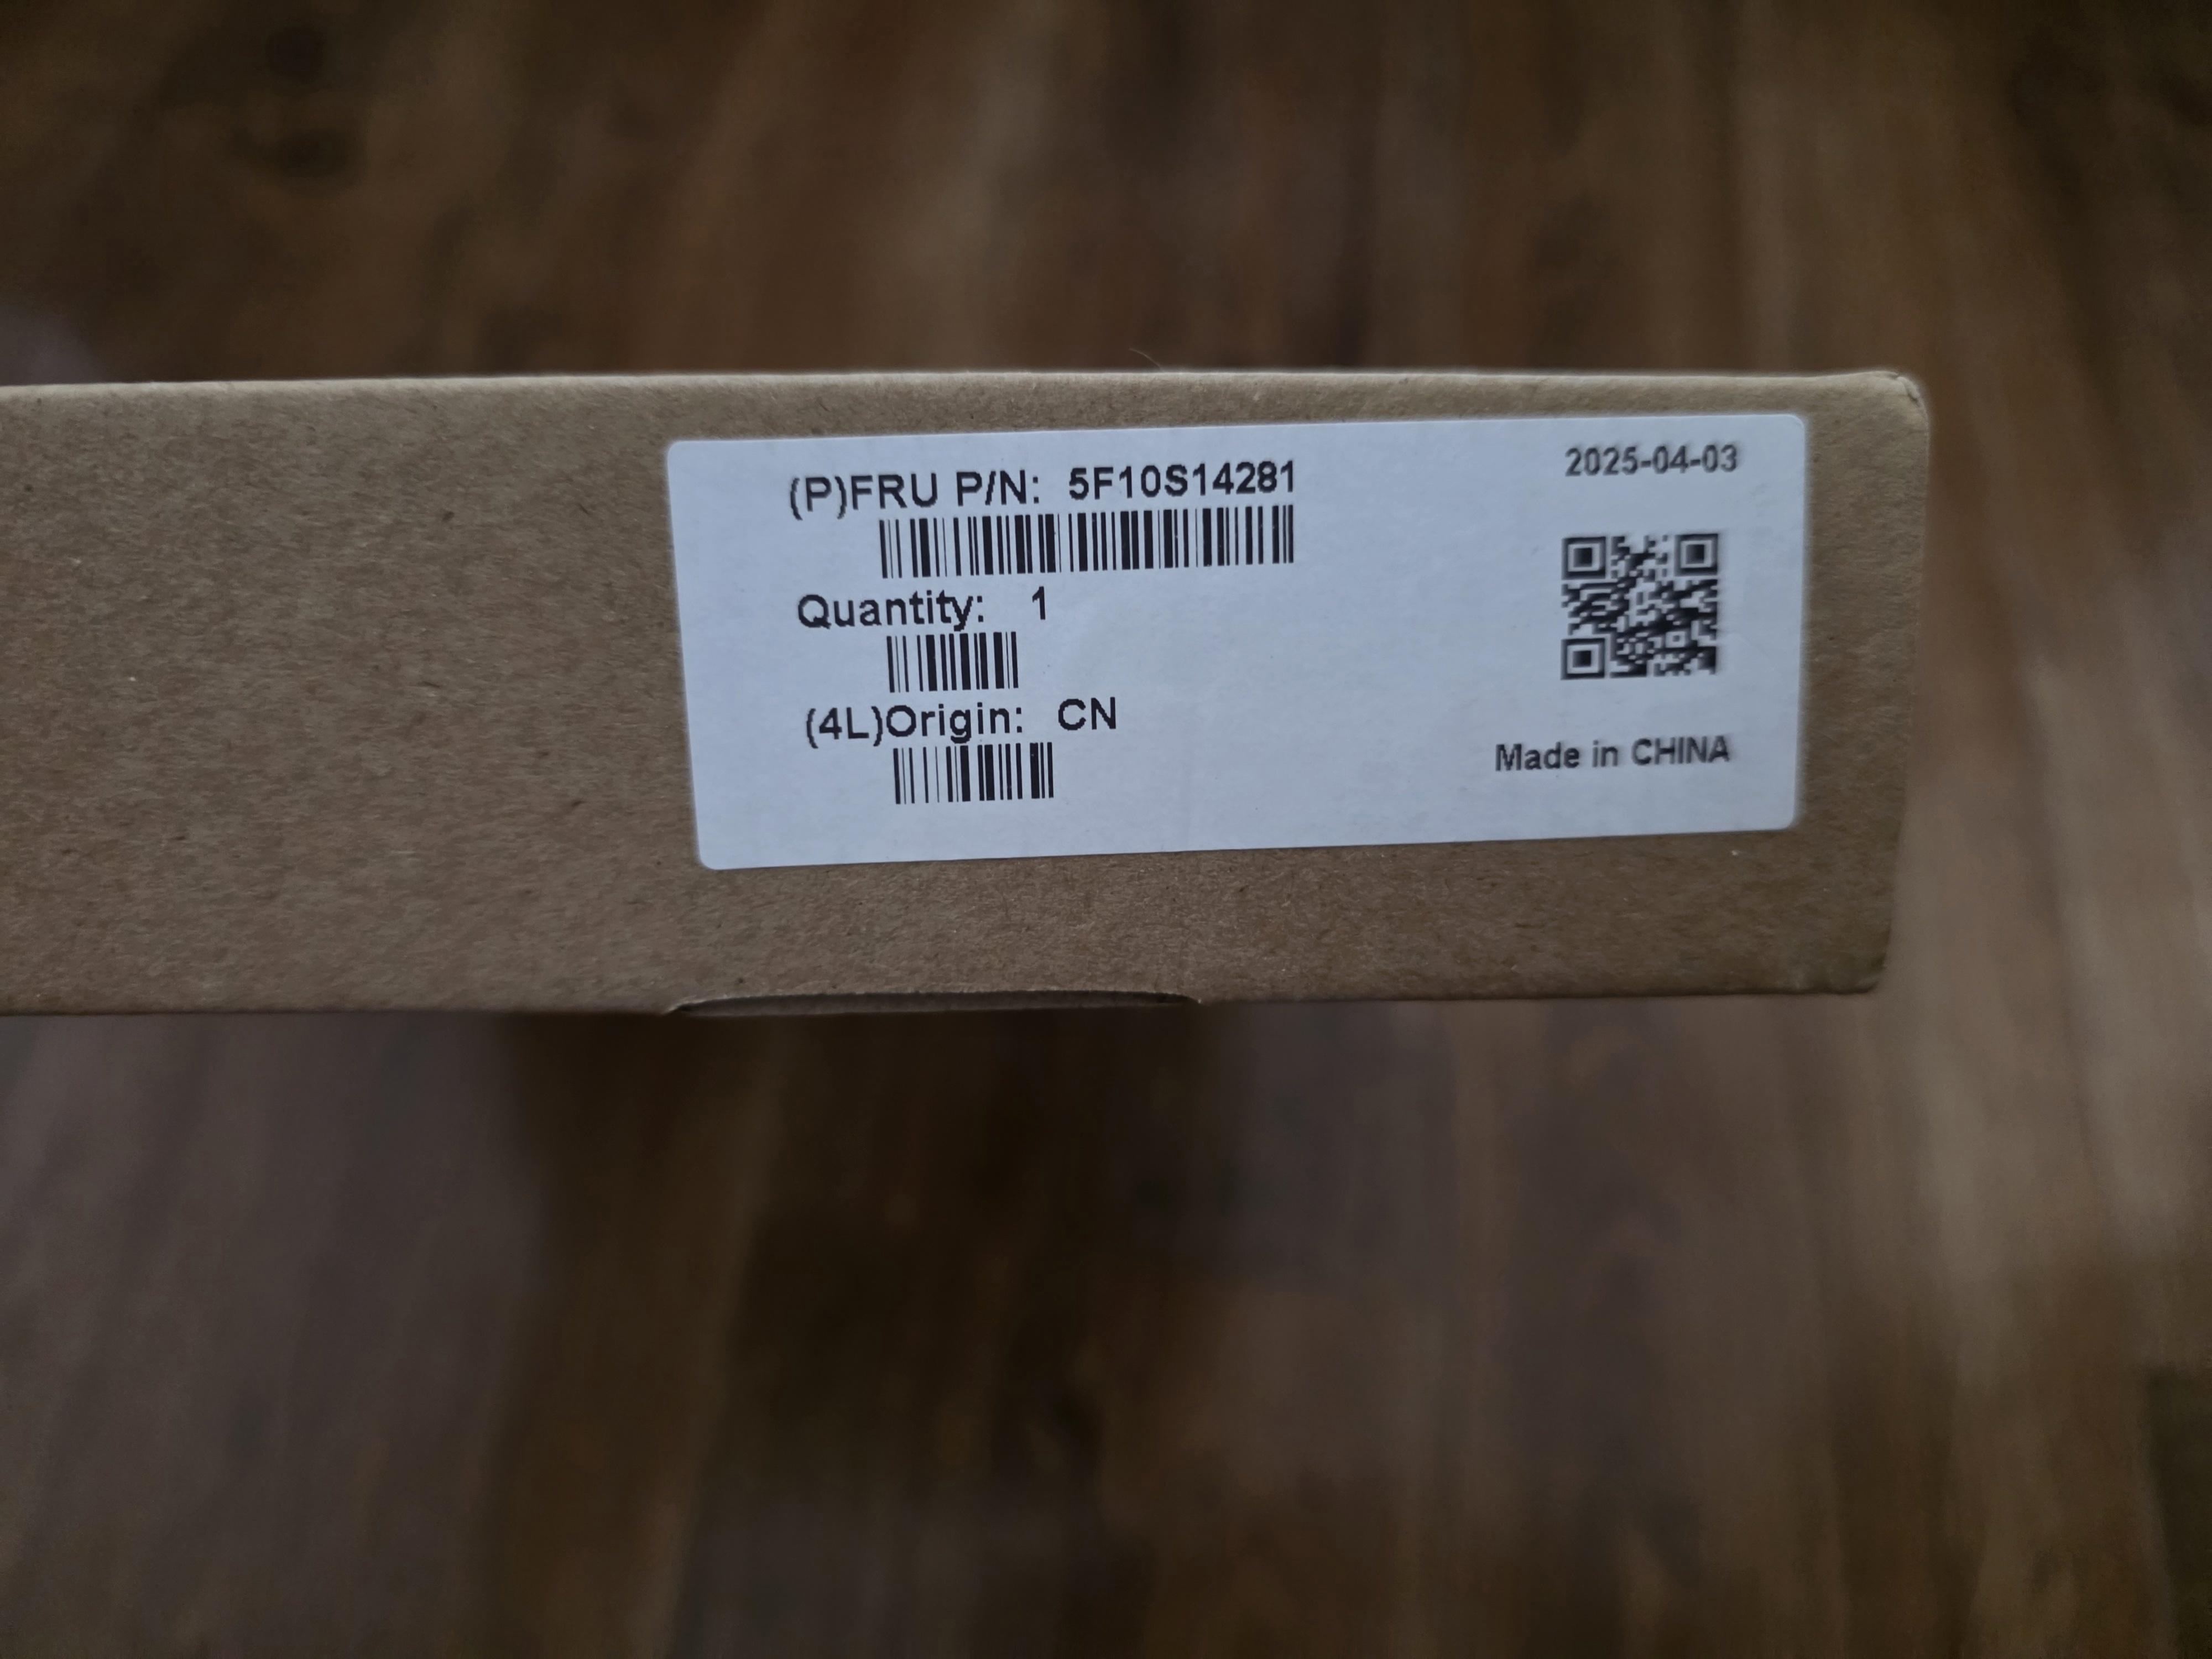 (P)FRU P/N: 5F10S14281
2025-04-03
Quantity: 1
(4L)Origin: CN
Made in CHINA